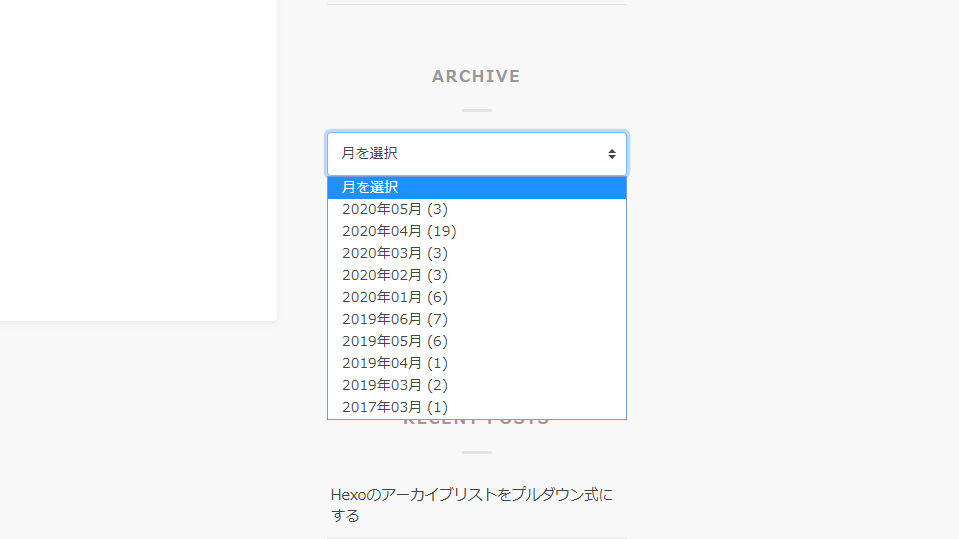 ARCHIVE
月を選択
月を選択
2020年05月 (3)
2020年04月 (19)
2020年03月 (3)
2020年02月 (3)
2020年01月 (6)
2019年06月 (7)
2019年05月 (6)
2019年04月 (1)
2019年03月 (2)
2017年03月 (1)
RECENT POSTS
Hexoのアーカイブリストをプルダウン式に
する